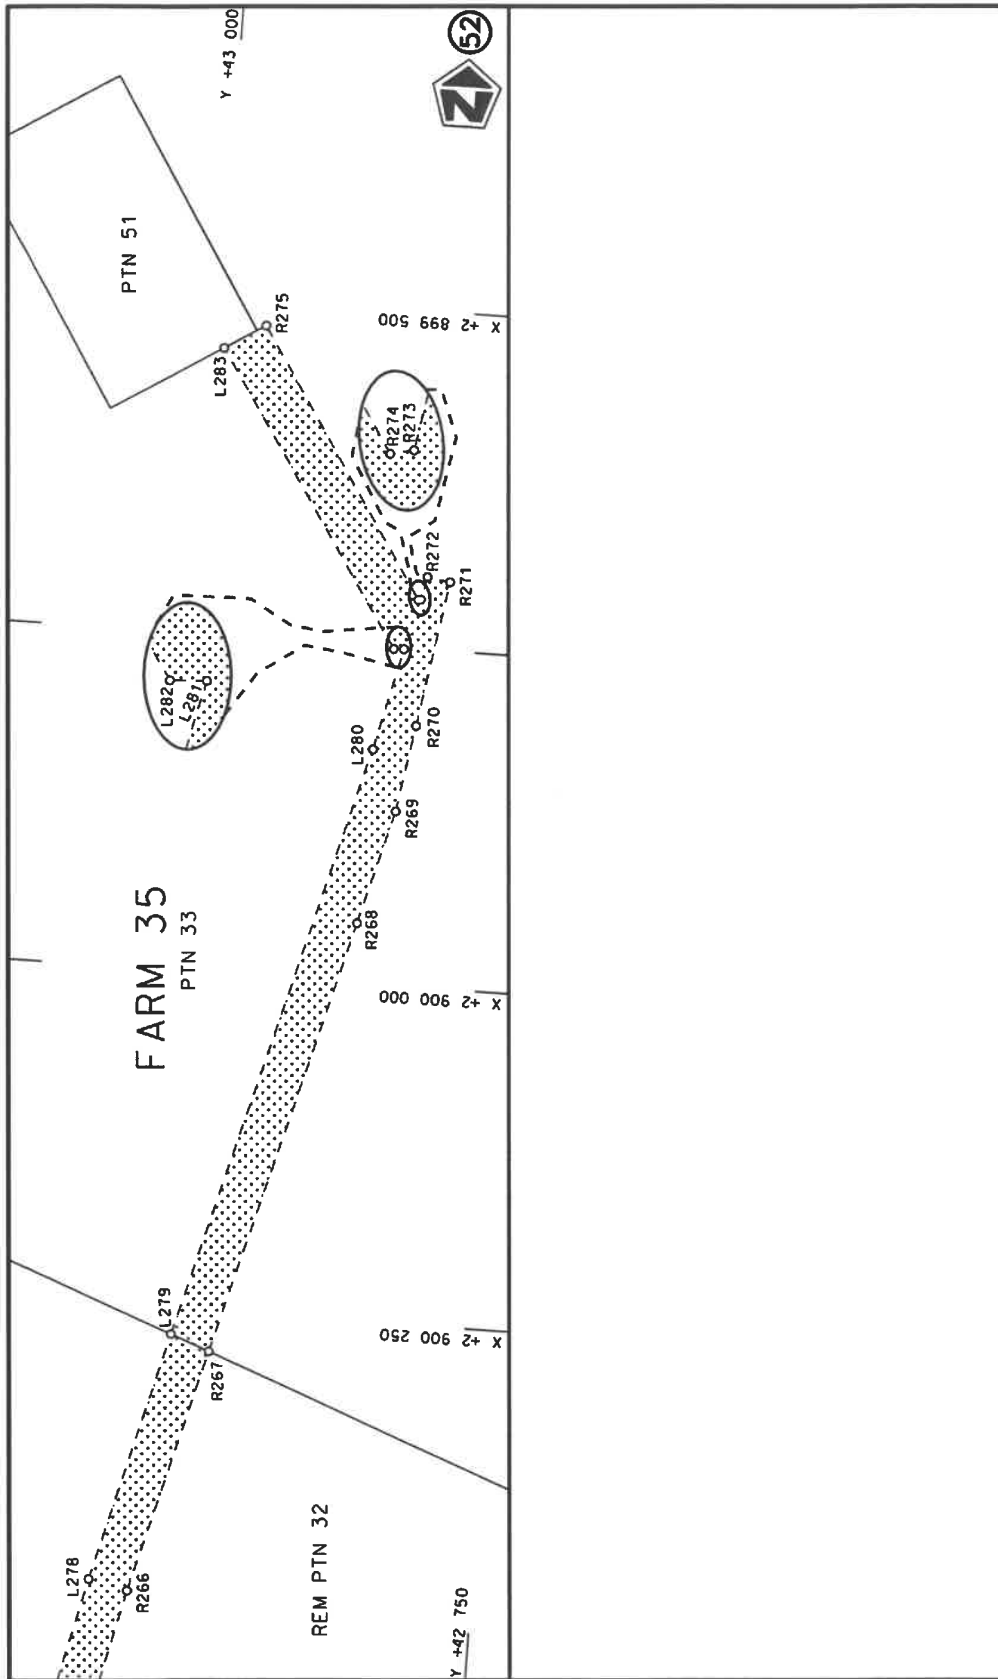 Y +43 000
52
N
PTN 51
L283
R275
X +2 899 500
R274
R273
R272
R271
L282
L281
L280
R270
R269
R268
FARM 35
PTN 33
X +2 900 000
L279
R267
X +2 900 250
L278
R266
REM PTN 32
Y +42 750